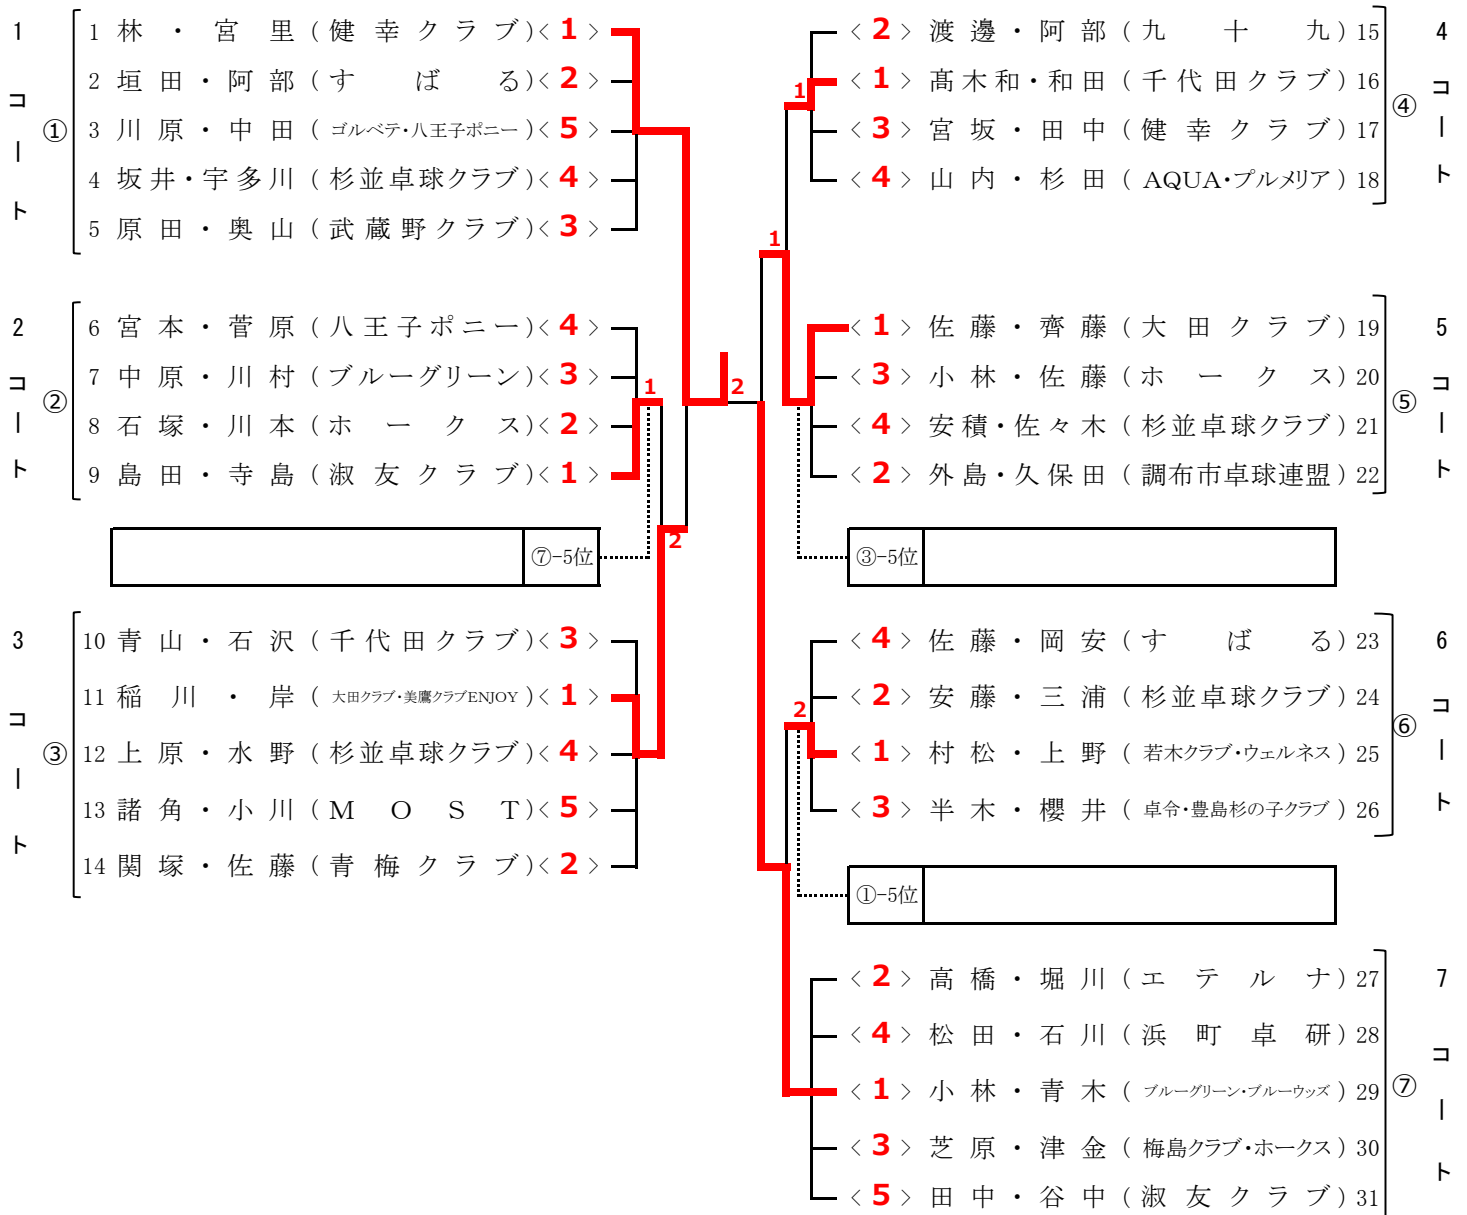 1コート
①
1 林・宮里(健幸クラブ)<1>
2 垣田・阿部(すばる)<2>
3 川原・中田(ゴルベテ・八王子ポニー)<5>
4 坂井・宇多川(杉並卓球クラブ)<4>
5 原田・奥山(武蔵野クラブ)<3>
2コート
②
6 宮本・菅原(八王子ポニー)<4>
7 中原・川村(ブルーグリーン)<3>
8 石塚・川本(ホークス)<2>
9 島田・寺島(淑友クラブ)<1>
1
⑦-5位
2
3コート
③
10 青山・石沢(千代田クラブ)<3>
11 稲川・岸(大田クラブ・美鷹クラブENJOY)<1>
12 上原・水野(杉並卓球クラブ)<4>
13 諸角・小川(MOST)<5>
14 関塚・佐藤(青梅クラブ)<2>
2
4コート
④
<2>渡邊・阿部(九十九)15
<1>髙木和・和田(千代田クラブ)16
<3>宮坂・田中(健幸クラブ)17
<4>山内・杉田(AQUA・プルメリア)18
1
1
5コート
⑤
<1>佐藤・齊藤(大田クラブ)19
<3>小林・佐藤(ホークス)20
<4>安積・佐々木(杉並卓球クラブ)21
<2>外島・久保田(調布市卓球連盟)22
③-5位
6コート
⑥
<4>佐藤・岡安(すばる)23
<2>安藤・三浦(杉並卓球クラブ)24
<1>村松・上野(若木クラブ・ウェルネス)25
<3>半木・櫻井(卓令・豊島杉の子クラブ)26
2
①-5位
7コート
⑦
<2>高橋・堀川(エテルナ)27
<4>松田・石川(浜町卓研)28
<1>小林・青木(ブルーグリーン・ブルーウッズ)29
<3>芝原・津金(梅島クラブ・ホークス)30
<5>田中・谷中(淑友クラブ)31